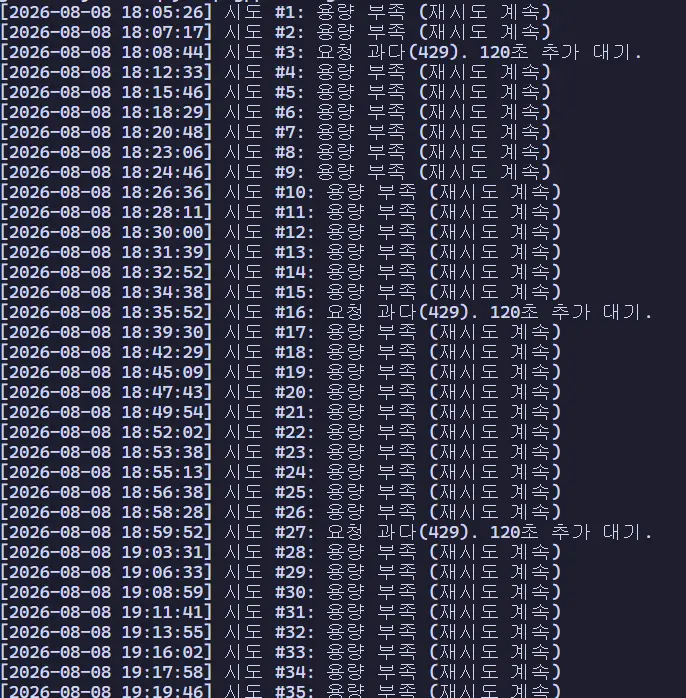 [2026-08-08 18:05:26] 시도 #1: 용량 부족 (재시도 계속)
[2026-08-08 18:07:17] 시도 #2: 용량 부족 (재시도 계속)
[2026-08-08 18:08:44] 시도 #3: 요청 과다(429). 120초 추가 대기.
[2026-08-08 18:12:33] 시도 #4: 용량 부족 (재시도 계속)
[2026-08-08 18:15:46] 시도 #5: 용량 부족 (재시도 계속)
[2026-08-08 18:18:29] 시도 #6: 용량 부족 (재시도 계속)
[2026-08-08 18:20:48] 시도 #7: 용량 부족 (재시도 계속)
[2026-08-08 18:23:06] 시도 #8: 용량 부족 (재시도 계속)
[2026-08-08 18:24:46] 시도 #9: 용량 부족 (재시도 계속)
[2026-08-08 18:26:36] 시도 #10: 용량 부족 (재시도 계속)
[2026-08-08 18:28:11] 시도 #11: 용량 부족 (재시도 계속)
[2026-08-08 18:30:00] 시도 #12: 용량 부족 (재시도 계속)
[2026-08-08 18:31:39] 시도 #13: 용량 부족 (재시도 계속)
[2026-08-08 18:32:52] 시도 #14: 용량 부족 (재시도 계속)
[2026-08-08 18:34:38] 시도 #15: 용량 부족 (재시도 계속)
[2026-08-08 18:35:52] 시도 #16: 요청 과다(429). 120초 추가 대기.
[2026-08-08 18:39:30] 시도 #17: 용량 부족 (재시도 계속)
[2026-08-08 18:42:29] 시도 #18: 용량 부족 (재시도 계속)
[2026-08-08 18:45:09] 시도 #19: 용량 부족 (재시도 계속)
[2026-08-08 18:47:43] 시도 #20: 용량 부족 (재시도 계속)
[2026-08-08 18:49:54] 시도 #21: 용량 부족 (재시도 계속)
[2026-08-08 18:52:02] 시도 #22: 용량 부족 (재시도 계속)
[2026-08-08 18:53:38] 시도 #23: 용량 부족 (재시도 계속)
[2026-08-08 18:55:13] 시도 #24: 용량 부족 (재시도 계속)
[2026-08-08 18:56:38] 시도 #25: 용량 부족 (재시도 계속)
[2026-08-08 18:58:28] 시도 #26: 용량 부족 (재시도 계속)
[2026-08-08 18:59:52] 시도 #27: 요청 과다(429). 120초 추가 대기.
[2026-08-08 19:03:31] 시도 #28: 용량 부족 (재시도 계속)
[2026-08-08 19:06:33] 시도 #29: 용량 부족 (재시도 계속)
[2026-08-08 19:08:59] 시도 #30: 용량 부족 (재시도 계속)
[2026-08-08 19:11:41] 시도 #31: 용량 부족 (재시도 계속)
[2026-08-08 19:13:55] 시도 #32: 용량 부족 (재시도 계속)
[2026-08-08 19:16:02] 시도 #33: 용량 부족 (재시도 계속)
[2026-08-08 19:17:58] 시도 #34: 용량 부족 (재시도 계속)
[2026-08-08 19:19:46] 시도 #35: 용량 부족 (재시도 계속)